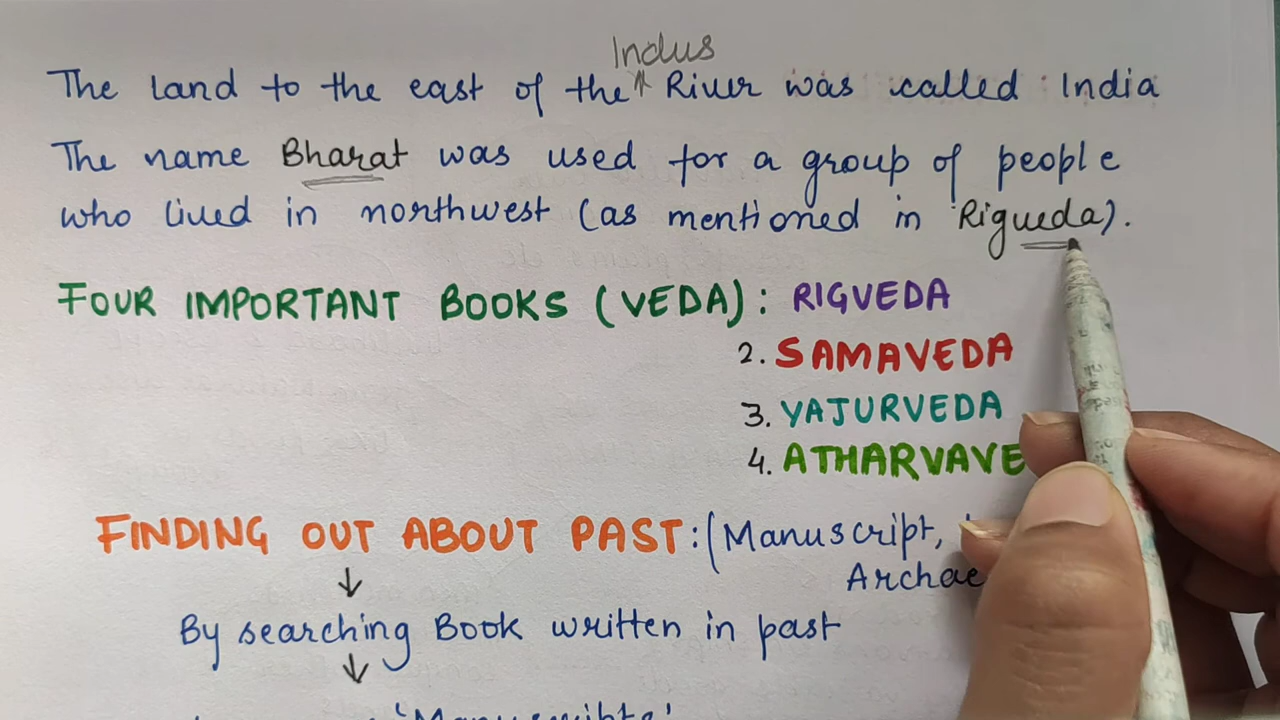 Indus
The land to the east of the ↑ River was called India
The name Bharat was used for a group of people
who lived in northwest (as mentioned in Rigveda).
FOUR IMPORTANT BOOKS (VEDA): RIGVEDA
2. SAMAVEDA
3. YAJURVEDA
4. ATHARVAVE
FINDING OUT ABOUT PAST: (Manuscript,
Archae
↓
By searching Book written in past
↓
'Manuscripts'